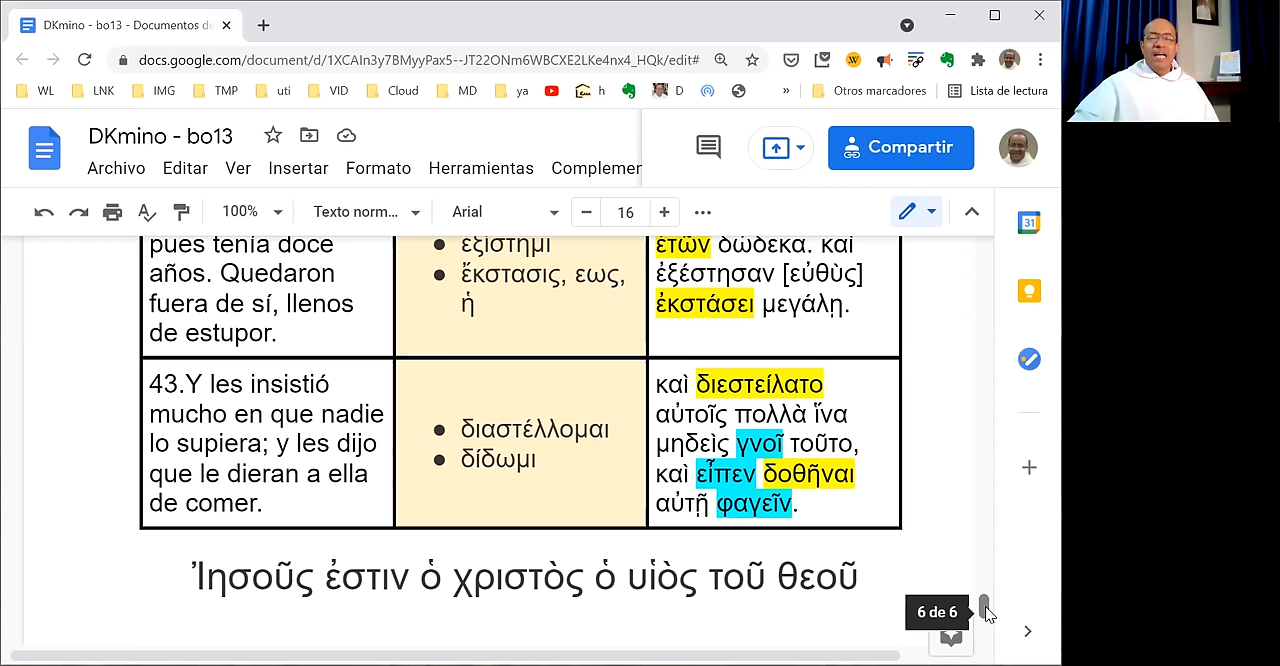 DKmino - bo13 - Documentos de
docs.google.com/document/d/1XCAIn3y7BMyyPax5--JT22ONm6WBCXE2LKe4nx4_HQk/edit#
WL LNK IMG TMP uti VID Cloud MD ya h D » Otros marcadores Lista de lectura
DKmino - bo13
Compartir
Archivo Editar Ver Insertar Formato Herramientas Complemen
100% Texto norm... Arial 16
31
pues tenía doce
años. Quedaron
fuera de sí, llenos
de estupor.
● ἐξίστημι
● ἔκστασις, εως,
ἡ
ἐτῶν δώδεκα. καὶ
ἐξέστησαν [εὐθὺς]
ἐκστάσει μεγάλῃ.
43.Y les insistió
mucho en que nadie
lo supiera; y les dijo
que le dieran a ella
de comer.
● διαστέλλομαι
● δίδωμι
καὶ διεστείλατο
αὐτοῖς πολλὰ ἵνα
μηδεὶς γνοῖ τοῦτο,
καὶ εἶπεν δοθῆναι
αὐτῇ φαγεῖν.
Ἰησοῦς ἐστιν ὁ χριστὸς ὁ υἱὸς τοῦ θεοῦ
6 de 6